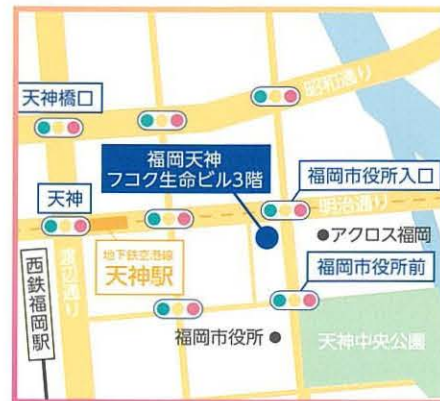 昭和通り
天神橋口
福岡天神
フコク生命ビル3階
福岡市役所入口
天神
明治通り
アクロス福岡
地下鉄空港線
天神駅
渡辺通り
西鉄福岡駅
福岡市役所前
福岡市役所
天神中央公園